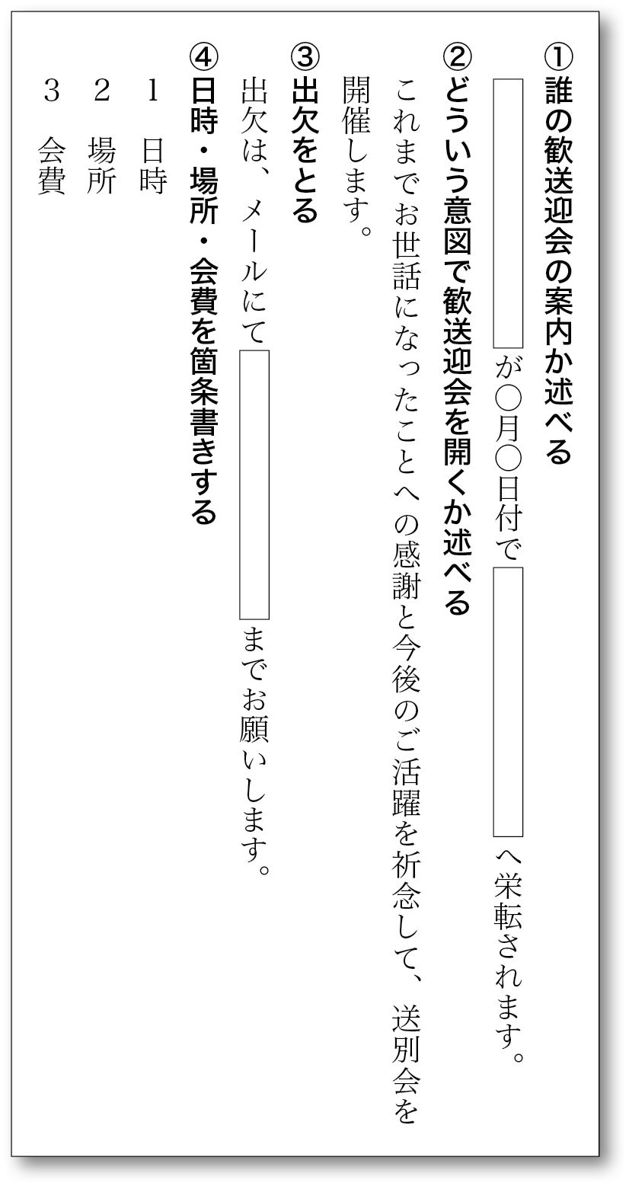 ①誰の歓送迎会の案内か述べる
が〇月〇日付で　へ栄転されます。
②どういう意図で歓送迎会を開くか述べる
これまでお世話になったことへの感謝と今後のご活躍を祈念して、送別会を
開催します。
③出欠をとる
出欠は、メールにて　までお願いします。
④日時・場所・会費を箇条書きする
1　日時
2　場所
3　会費